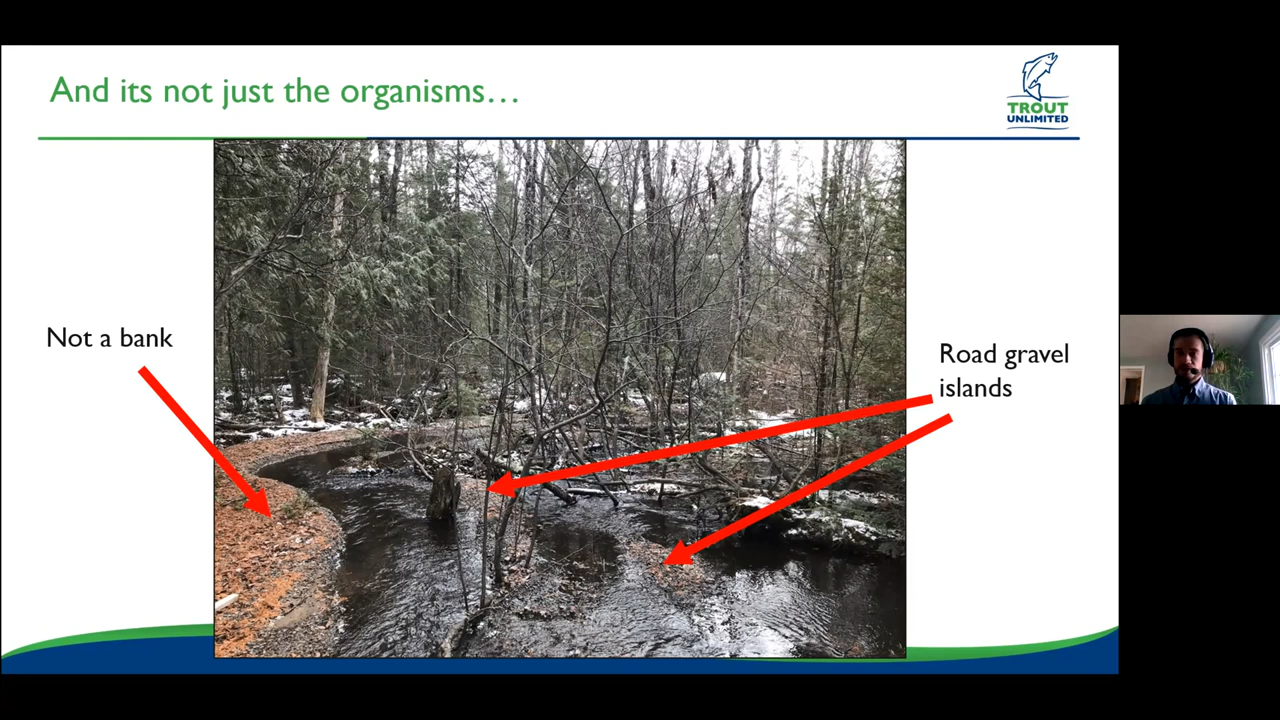 And its not just the organisms…
TROUT
UNLIMITED
Not a bank
Road gravel
islands